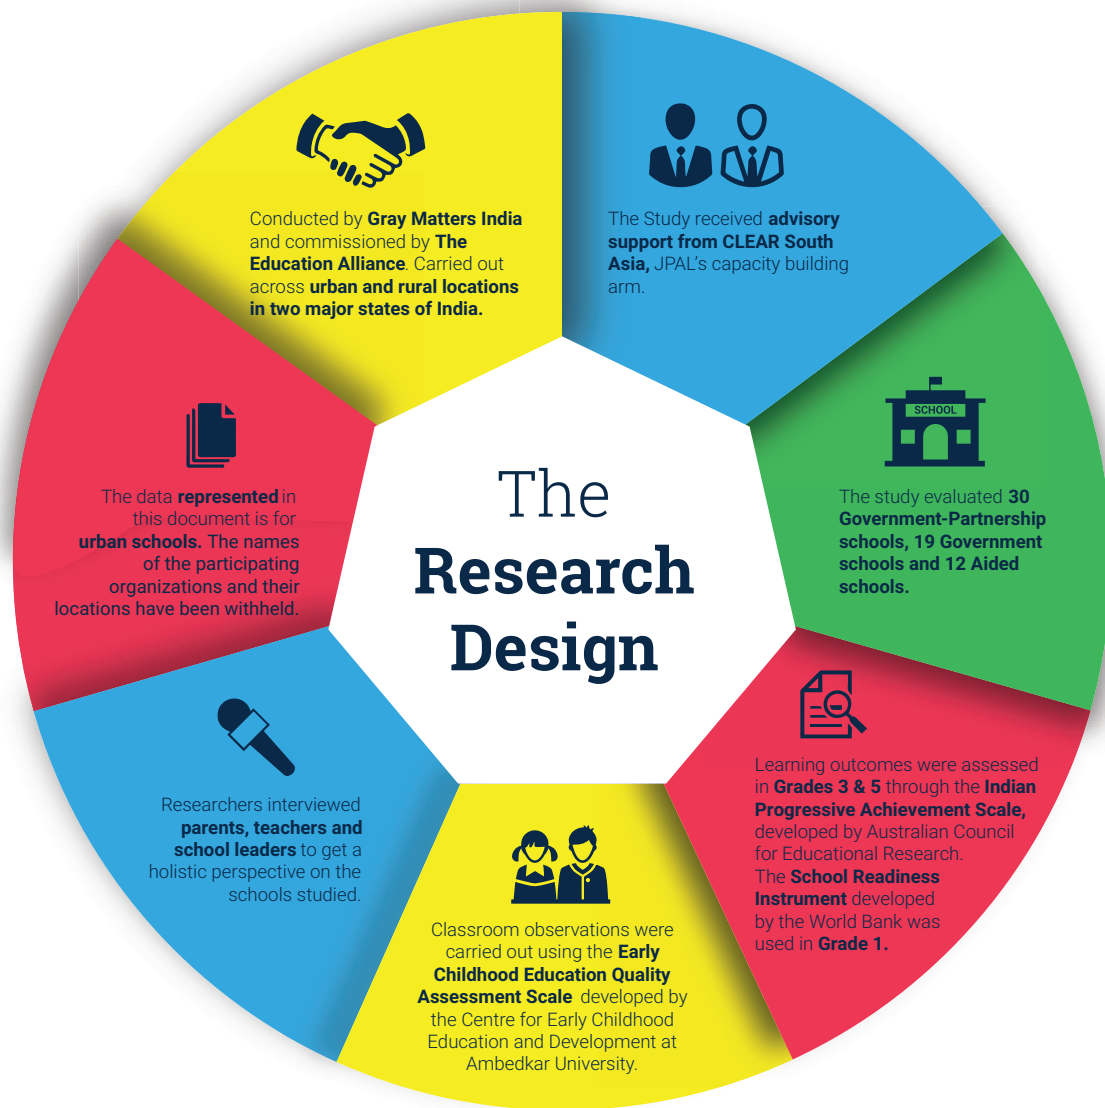 The
Research
Design
Conducted by Gray Matters India
and commissioned by The
Education Alliance. Carried out
across urban and rural locations
in two major states of India.
The Study received advisory
support from CLEAR South
Asia, JPAL's capacity building
arm.
SCHOOL
The study evaluated 30
Government-Partnership
schools, 19 Government
schools and 12 Aided
schools.
Learning outcomes were assessed
in Grades 3 & 5 through the Indian
Progressive Achievement Scale,
developed by Australian Council
for Educational Research.
The School Readiness
Instrument developed
by the World Bank was
used in Grade 1.
Classroom observations were
carried out using the Early
Childhood Education Quality
Assessment Scale developed by
the Centre for Early Childhood
Education and Development at
Ambedkar University.
Researchers interviewed
parents, teachers and
school leaders to get a
holistic perspective on the
schools studied.
The data represented in
this document is for
urban schools. The names
of the participating
organizations and their
locations have been withheld.